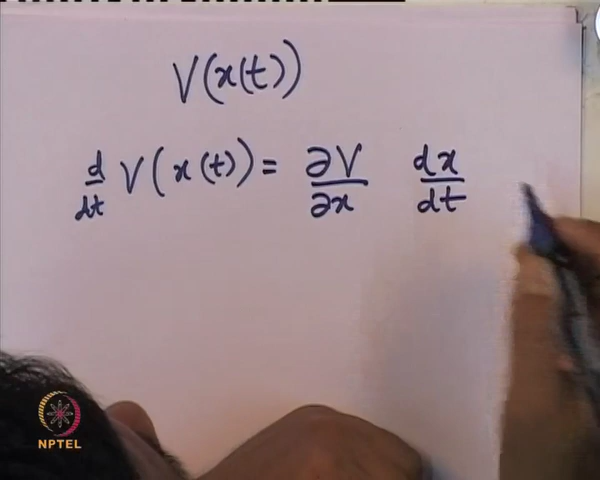 V(x(t))
d/dt V(x(t)) = ∂V/∂x dx/dt
NPTEL